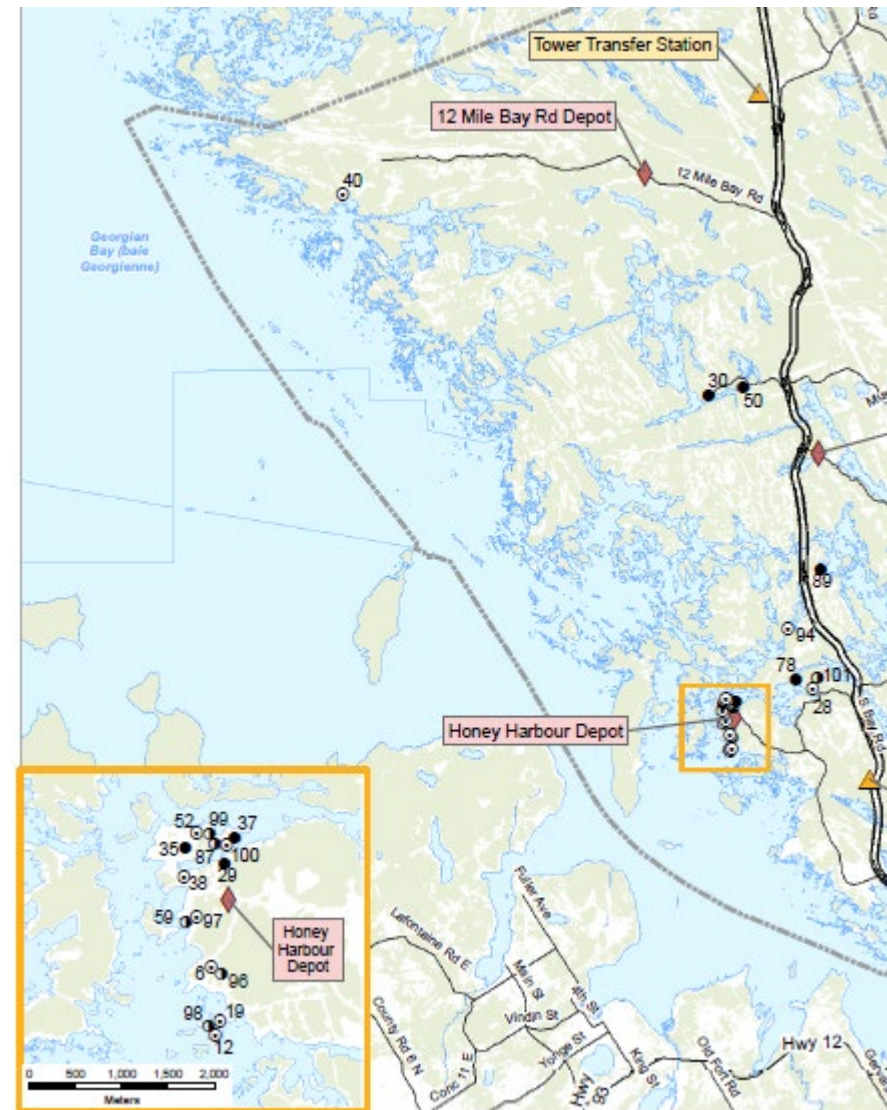 Tower Transfer Station
12 Mile Bay Rd Depot
12 Mile Bay Rd
40
Georgian
Bay (baie
Georgienne)
30
50
89
94
78
101
28
S Bay Rd
Honey Harbour Depot
52
99
37
35
87
100
29
38
59
97
Honey
Harbour
Depot
6
96
98
19
12
0 500 1,000 1,500 2,000
Meters
Fuller Ave
Lafontaine Rd E
Main St
4th St
Vindin St
County Rd 6 N
Conc. 11 E
Yonge St
King St
Hwy
93
Old Fort Rd
Hwy 12